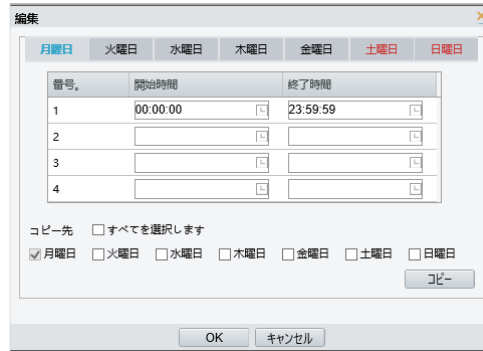 編集
月曜日 火曜日 水曜日 木曜日 金曜日 土曜日 日曜日
番号。 開始時間 終了時間
1 00:00:00 23:59:59
2
3
4
コピー先 すべてを選択します
月曜日 火曜日 水曜日 木曜日 金曜日 土曜日 日曜日
コピー
OK キャンセル